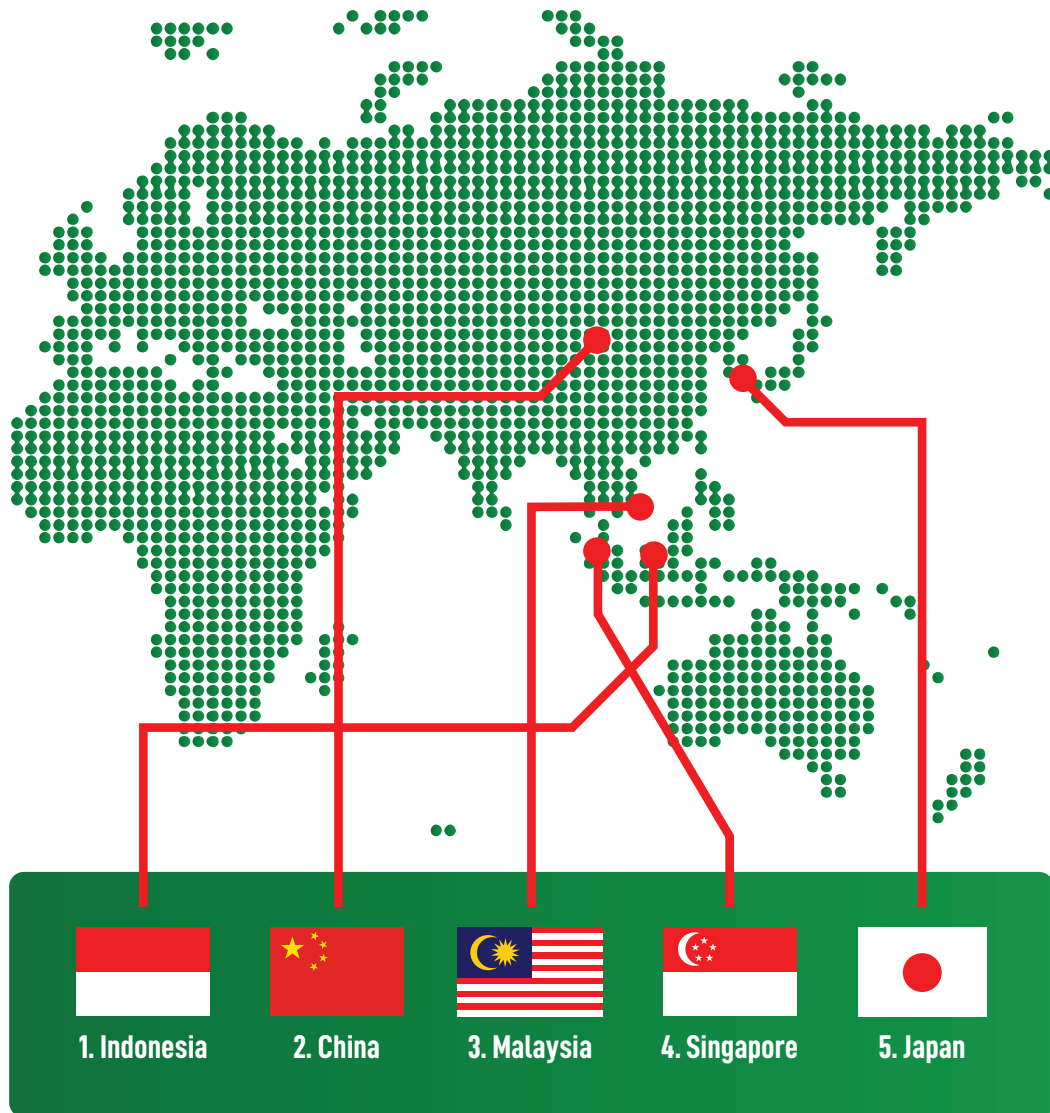 1. Indonesia
2. China
3. Malaysia
4. Singapore
5. Japan